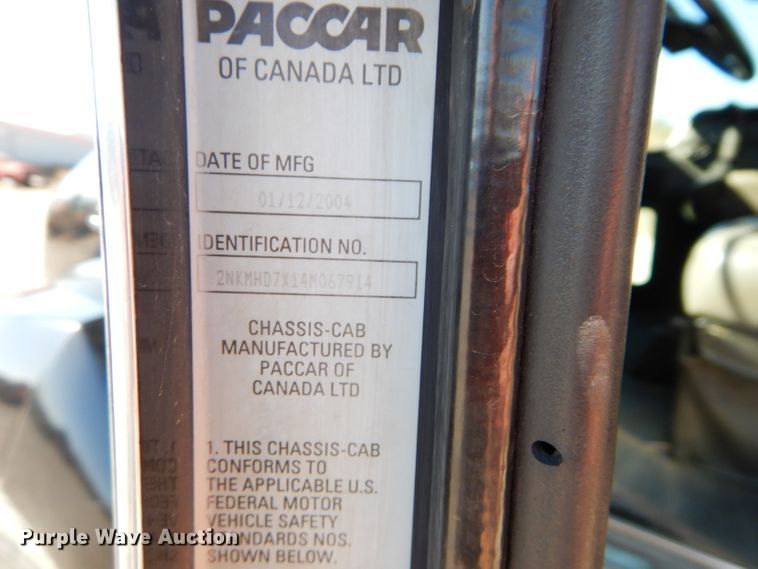 PACCAR
OF CANADA LTD
DATE OF MFG
01/12/2004
IDENTIFICATION NO.
2NKMHD7X14M067914
CHASSIS-CAB
MANUFACTURED BY
PACCAR OF
CANADA LTD
1. THIS CHASSIS-CAB
CONFORMS TO
THE APPLICABLE U.S.
FEDERAL MOTOR
VEHICLE SAFETY
STANDARDS NOS.
SHOWN BELOW.
Purple Wave Auction